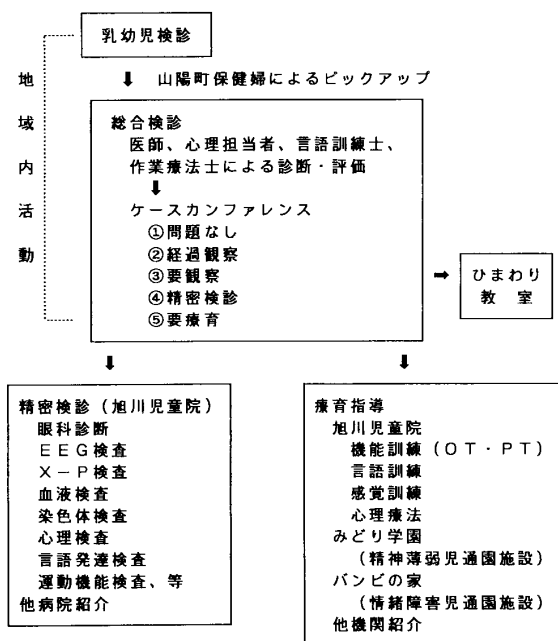 乳幼児検診
山陽町保健婦によるピックアップ
地域内活動
総合検診
医師、心理担当者、言語訓練士、
作業療法士による診断・評価
ケースカンファレンス
①問題なし
②経過観察
③要観察
④精密検診
⑤要療育
ひまわり
教室
精密検診（旭川児童院）
眼科診断
ＥＥＧ検査
Ｘ－Ｐ検査
血液検査
染色体検査
心理検査
言語発達検査
運動機能検査、等
他病院紹介
療育指導
旭川児童院
機能訓練（ＯＴ・ＰＴ）
言語訓練
感覚訓練
心理療法
みどり学園
（精神薄弱児通園施設）
バンビの家
（情緒障害児通園施設）
他機関紹介